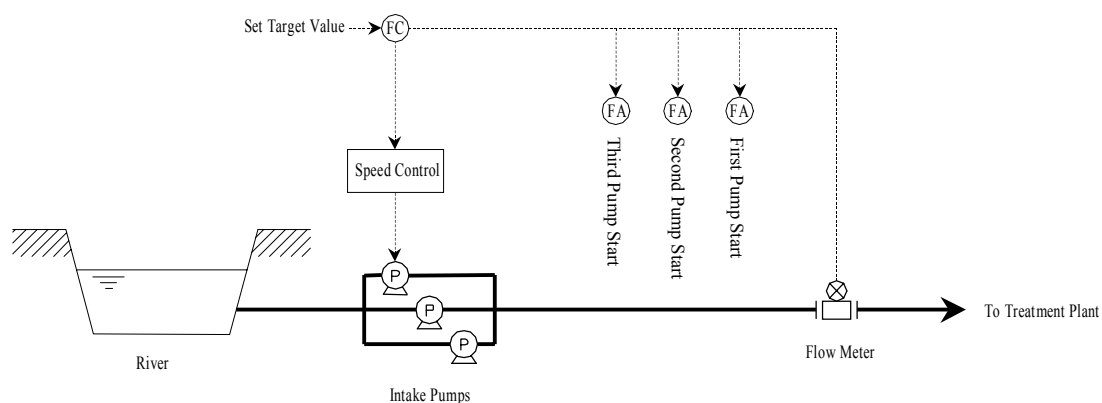 Set Target Value
FC
FA
FA
FA
Third Pump Start
Second Pump Start
First Pump Start
Speed Control
P
P
P
To Treatment Plant
River
Flow Meter
Intake Pumps